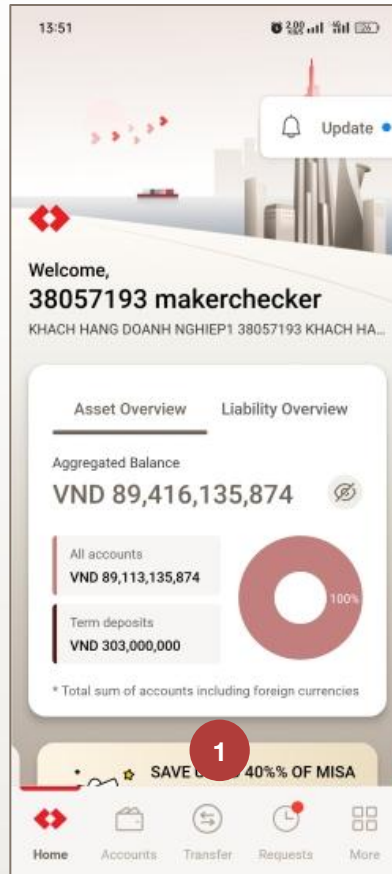 13:51
Update
Welcome,
38057193 makerchecker
KHACH HANG DOANH NGHIEP1 38057193 KHACH HA...
Asset Overview Liability Overview
Aggregated Balance
VND 89,416,135,874
All accounts
VND 89,113,135,874
100%
Term deposits
VND 303,000,000
* Total sum of accounts including foreign currencies
1
SAVE 40%% OF MISA
Home Accounts Transfer Requests More